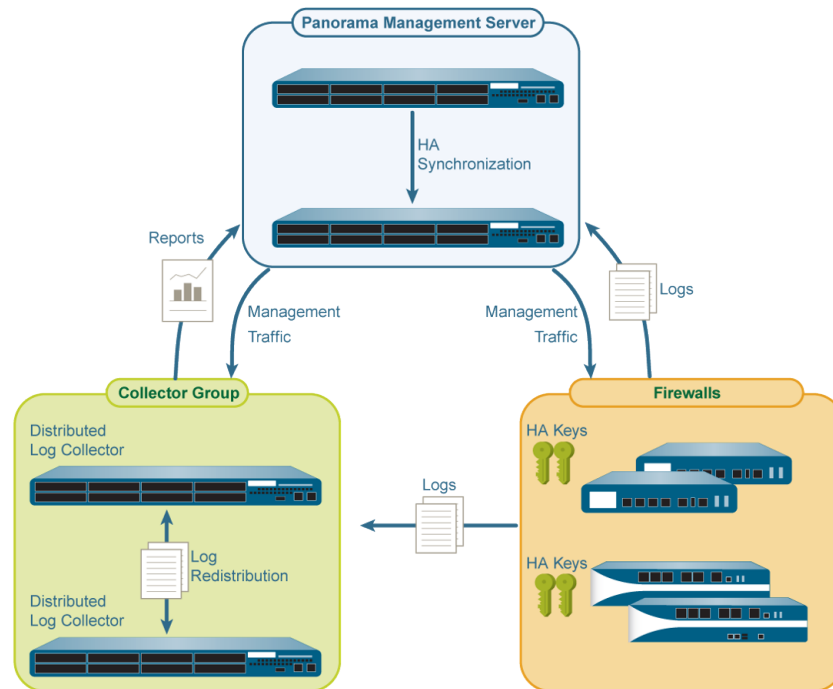 Panorama Management Server
HA
Synchronization
Reports
Logs
Management
Traffic
Management
Traffic
Collector Group
Firewalls
Distributed
Log Collector
HA Keys
Logs
Log
Redistribution
HA Keys
Distributed
Log Collector